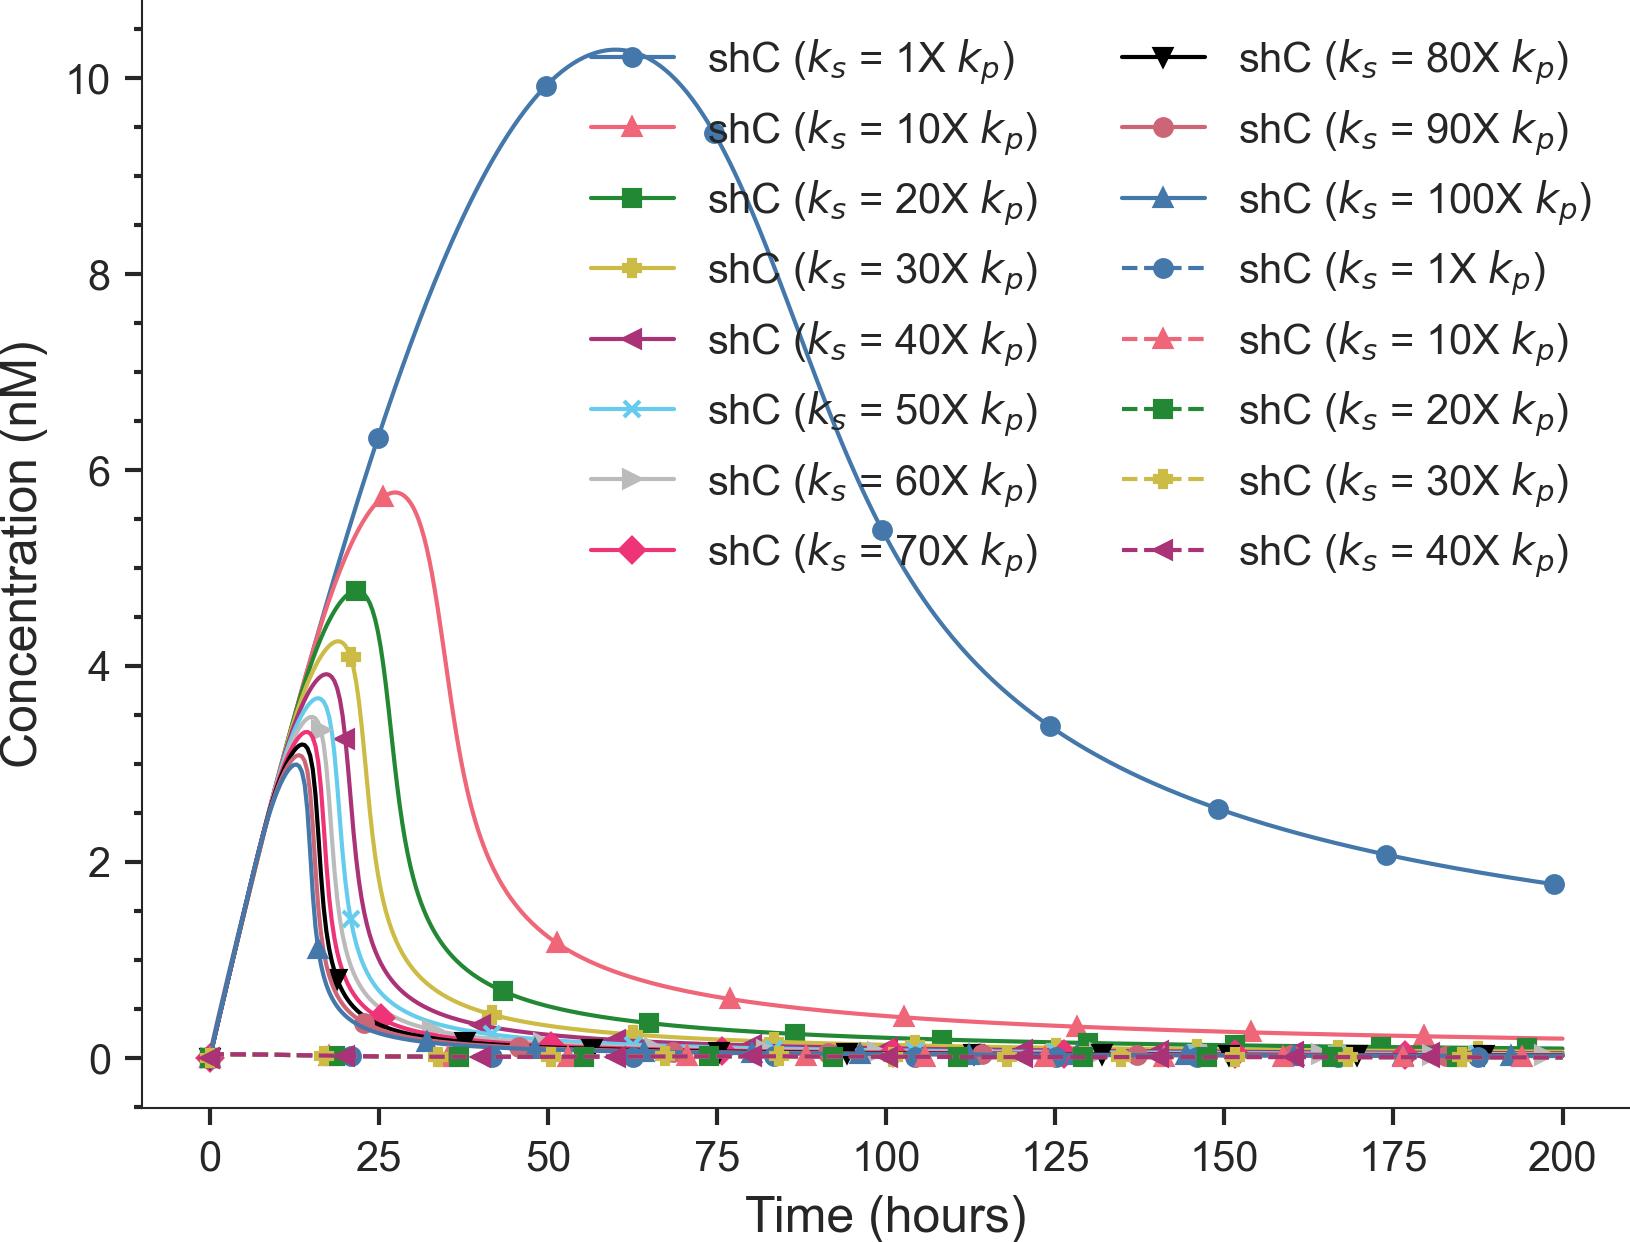 Concentration (nM)
10
8
6
4
2
0
shC (kₛ = 1X kₚ)
shC (kₛ = 10X kₚ)
shC (kₛ = 20X kₚ)
shC (kₛ = 30X kₚ)
shC (kₛ = 40X kₚ)
shC (kₛ = 50X kₚ)
shC (kₛ = 60X kₚ)
shC (kₛ = 70X kₚ)
shC (kₛ = 80X kₚ)
shC (kₛ = 90X kₚ)
shC (kₛ = 100X kₚ)
shC (kₛ = 1X kₚ)
shC (kₛ = 10X kₚ)
shC (kₛ = 20X kₚ)
shC (kₛ = 30X kₚ)
shC (kₛ = 40X kₚ)
0 25 50 75 100 125 150 175 200
Time (hours)